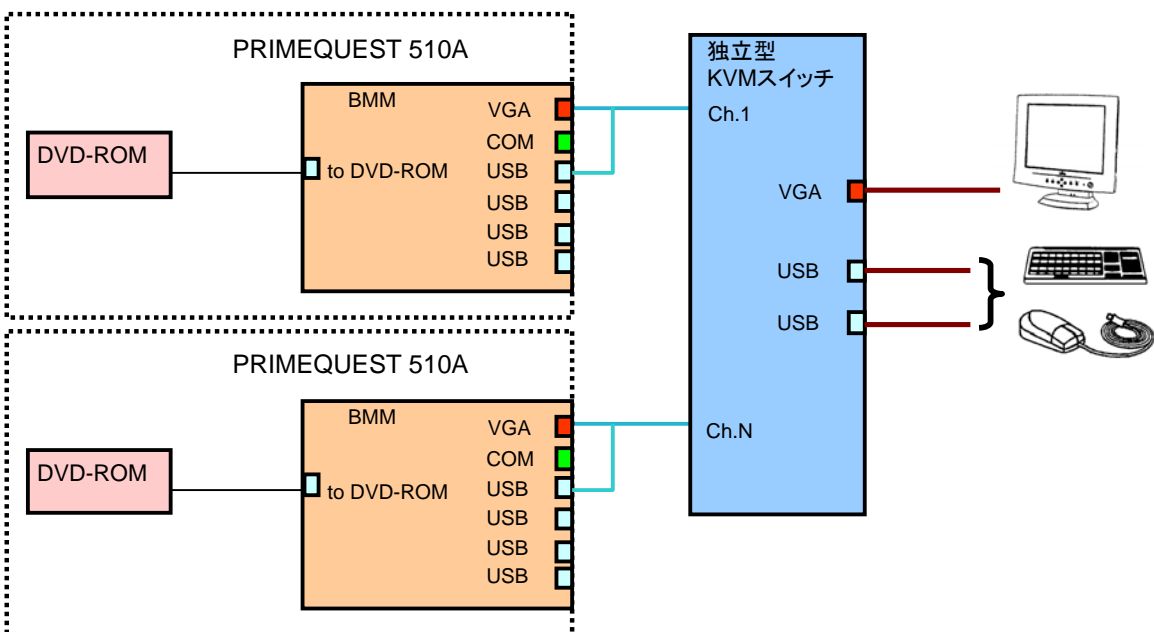 PRIMEQUEST 510A
BMM
VGA
COM
DVD-ROM
to DVD-ROM
USB
USB
USB
USB
PRIMEQUEST 510A
BMM
VGA
COM
DVD-ROM
to DVD-ROM
USB
USB
USB
USB
独立型
KVMスイッチ
Ch.1
VGA
USB
USB
Ch.N